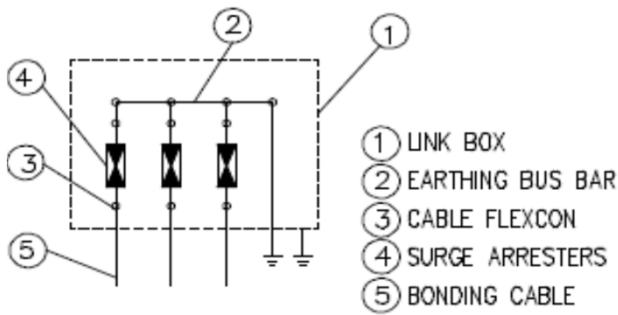 2
1
4
3
5
1 LINK BOX
2 EARTHING BUS BAR
3 CABLE FLEXCON
4 SURGE ARRESTERS
5 BONDING CABLE